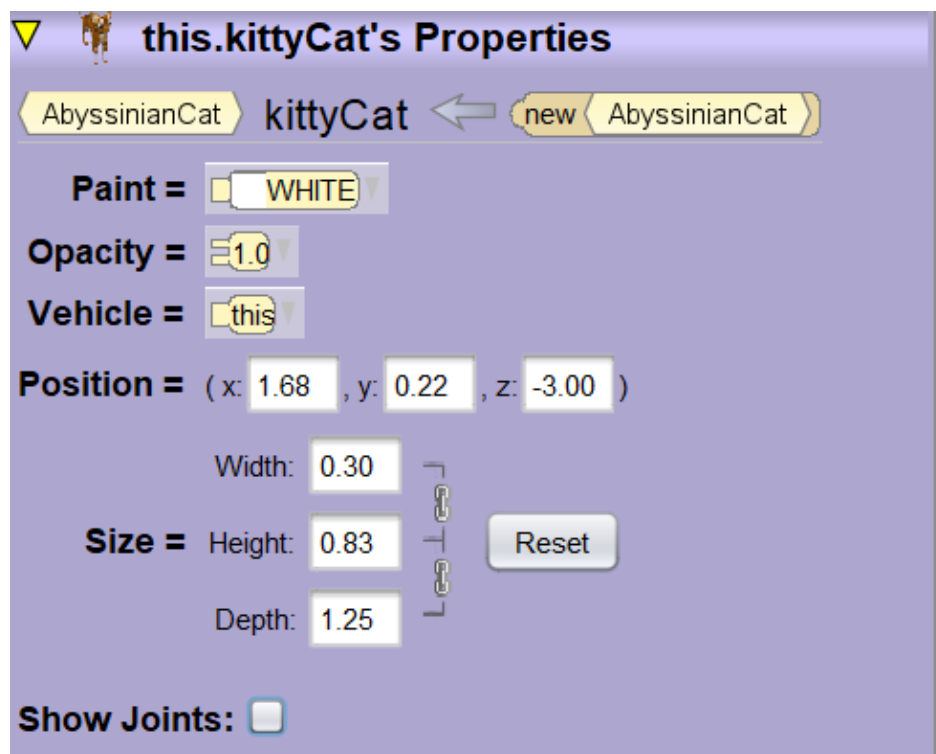 this.kittyCat's Properties
AbyssinianCat kittyCat new AbyssinianCat
Paint = WHITE
Opacity = 1.0
Vehicle = this
Position = ( x: 1.68 , y: 0.22 , z: -3.00 )
Width: 0.30
Size = Height: 0.83 Reset
Depth: 1.25
Show Joints: